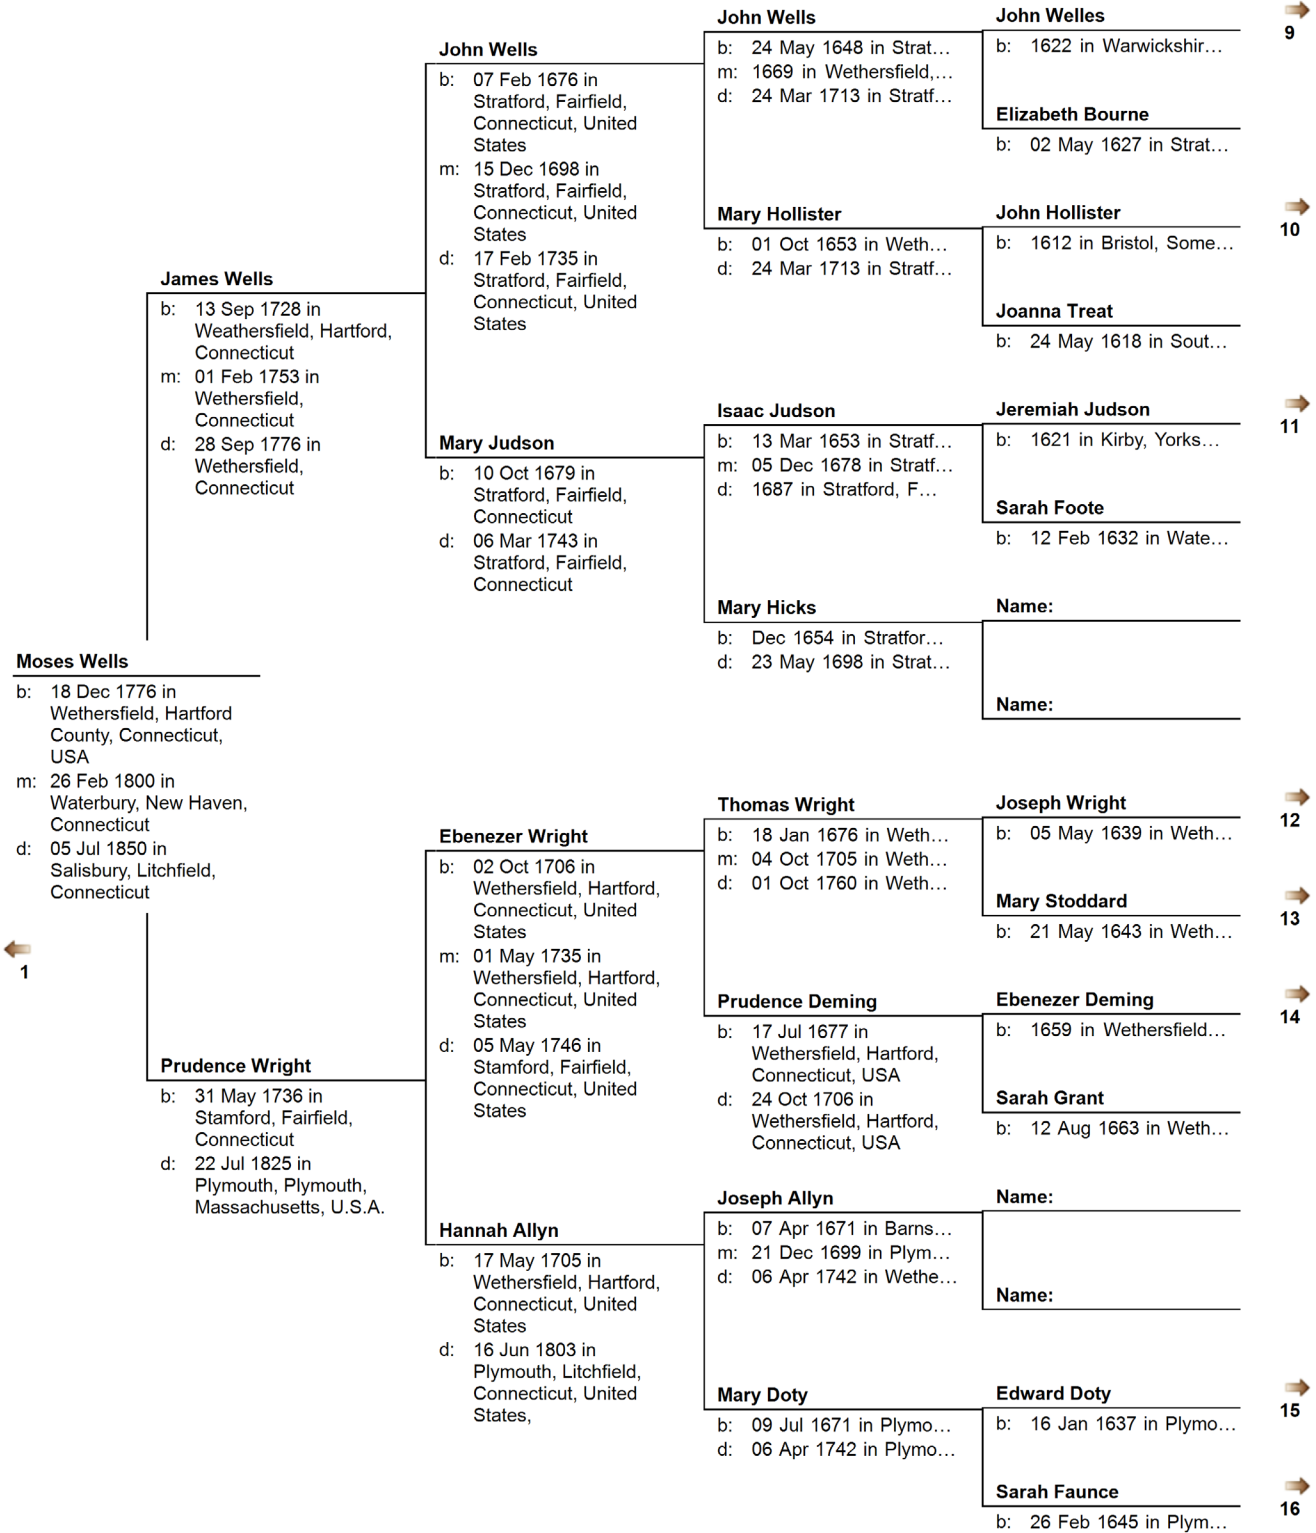 John Wells
b: 24 May 1648 in Strat…
m: 1669 in Wethersfield,…
d: 24 Mar 1713 in Stratf…
John Welles
b: 1622 in Warwickshir…
9
Elizabeth Bourne
b: 02 May 1627 in Strat…
John Wells
b: 07 Feb 1676 in
Stratford, Fairfield,
Connecticut, United
States
m: 15 Dec 1698 in
Stratford, Fairfield,
Connecticut, United
States
d: 17 Feb 1735 in
Stratford, Fairfield,
Connecticut, United
States
Mary Hollister
b: 01 Oct 1653 in Weth…
d: 24 Mar 1713 in Stratf…
John Hollister
b: 1612 in Bristol, Some…
10
Joanna Treat
b: 24 May 1618 in Sout…
James Wells
b: 13 Sep 1728 in
Weathersfield, Hartford,
Connecticut
m: 01 Feb 1753 in
Wethersfield,
Connecticut
d: 28 Sep 1776 in
Wethersfield,
Connecticut
Isaac Judson
b: 13 Mar 1653 in Stratf…
m: 05 Dec 1678 in Stratf…
d: 1687 in Stratford, F…
Jeremiah Judson
b: 1621 in Kirby, Yorks…
11
Sarah Foote
b: 12 Feb 1632 in Wate…
Mary Judson
b: 10 Oct 1679 in
Stratford, Fairfield,
Connecticut
d: 06 Mar 1743 in
Stratford, Fairfield,
Connecticut
Mary Hicks
b: Dec 1654 in Stratfor…
d: 23 May 1698 in Strat…
Name:
Name:
Moses Wells
b: 18 Dec 1776 in
Wethersfield, Hartford
County, Connecticut,
USA
m: 26 Feb 1800 in
Waterbury, New Haven,
Connecticut
d: 05 Jul 1850 in
Salisbury, Litchfield,
Connecticut
1
Thomas Wright
b: 18 Jan 1676 in Weth…
m: 04 Oct 1705 in Weth…
d: 01 Oct 1760 in Weth…
Joseph Wright
b: 05 May 1639 in Weth…
12
Mary Stoddard
b: 21 May 1643 in Weth…
13
Ebenezer Wright
b: 02 Oct 1706 in
Wethersfield, Hartford,
Connecticut, United
States
m: 01 May 1735 in
Wethersfield, Hartford,
Connecticut, United
States
d: 05 May 1746 in
Stamford, Fairfield,
Connecticut, United
States
Prudence Deming
b: 17 Jul 1677 in
Wethersfield, Hartford,
Connecticut, USA
d: 24 Oct 1706 in
Wethersfield, Hartford,
Connecticut, USA
Ebenezer Deming
b: 1659 in Wethersfield…
14
Sarah Grant
b: 12 Aug 1663 in Weth…
Prudence Wright
b: 31 May 1736 in
Stamford, Fairfield,
Connecticut
d: 22 Jul 1825 in
Plymouth, Plymouth,
Massachusetts, U.S.A.
Joseph Allyn
b: 07 Apr 1671 in Barns…
m: 21 Dec 1699 in Plym…
d: 06 Apr 1742 in Wethe…
Name:
Name:
Hannah Allyn
b: 17 May 1705 in
Wethersfield, Hartford,
Connecticut, United
States
d: 16 Jun 1803 in
Plymouth, Litchfield,
Connecticut, United
States,
Mary Doty
b: 09 Jul 1671 in Plymo…
d: 06 Apr 1742 in Plymo…
Edward Doty
b: 16 Jan 1637 in Plymo…
15
Sarah Faunce
b: 26 Feb 1645 in Plym…
16